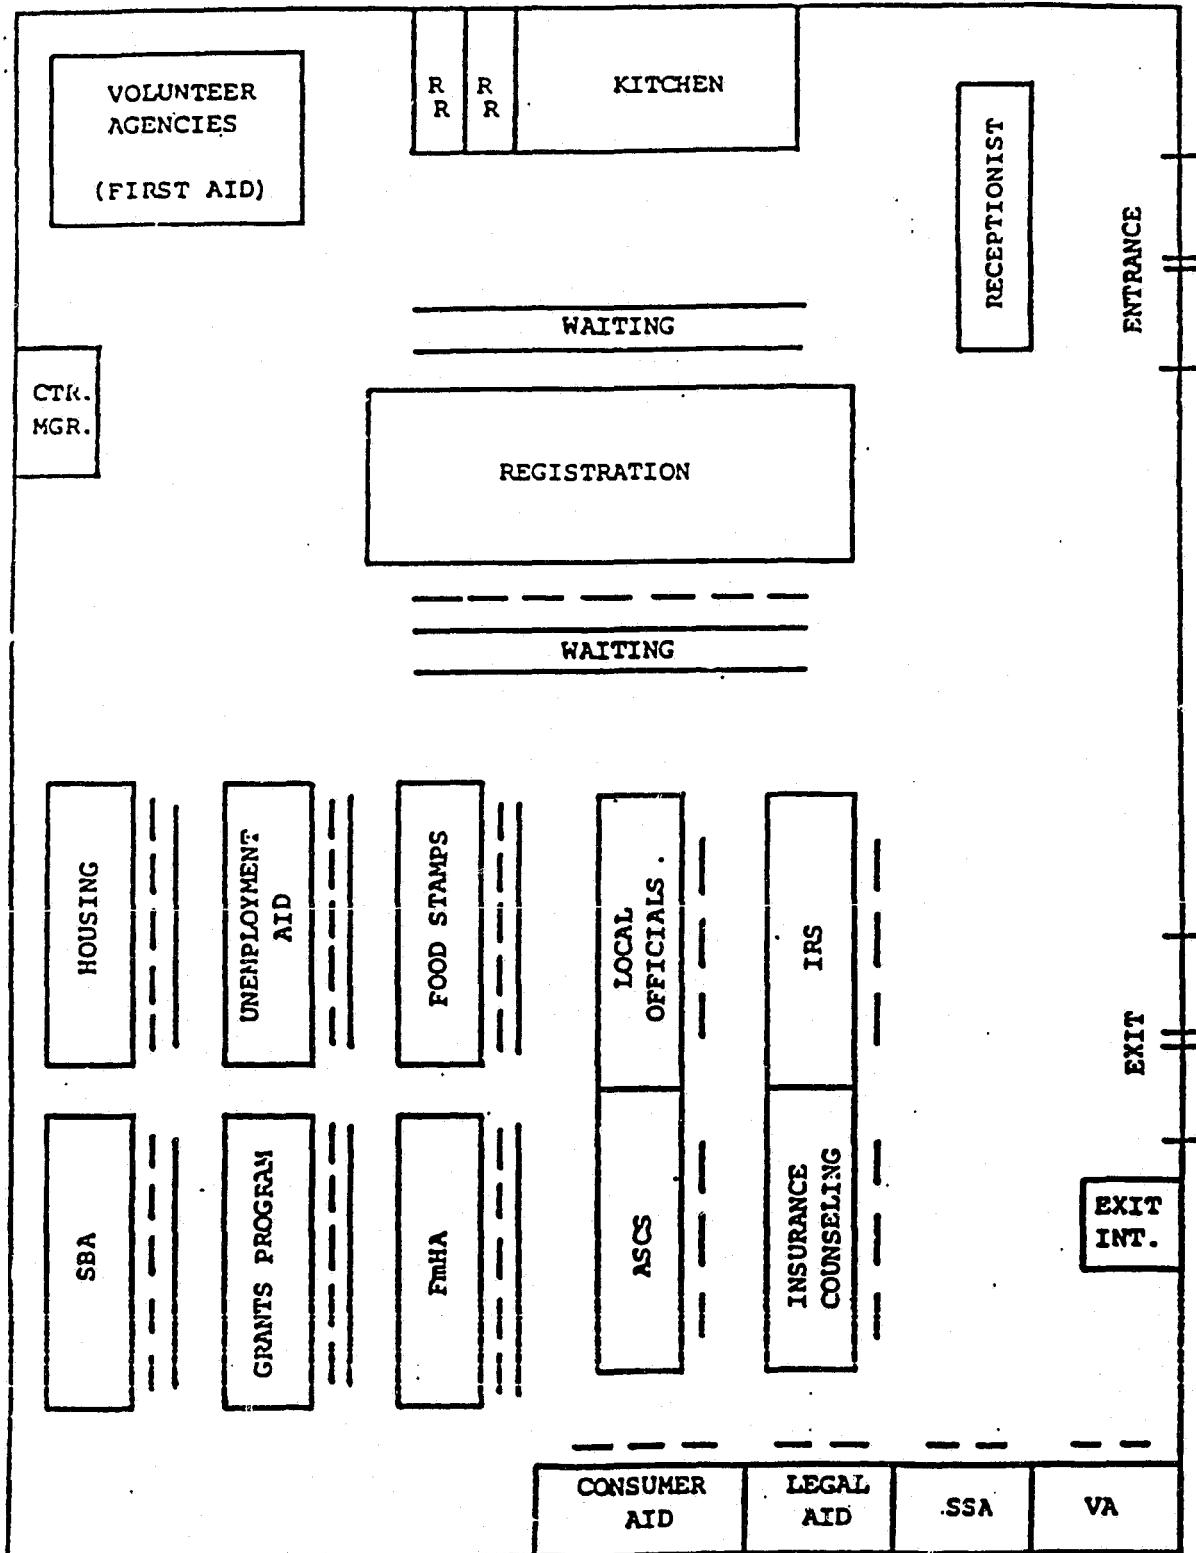 VOLUNTEER
AGENCIES
(FIRST AID)
R
R
R
R
KITCHEN
RECEPTIONIST
ENTRANCE
WAITING
CTR.
MGR.
REGISTRATION
WAITING
HOUSING
UNEMPLOYMENT
AID
FOOD STAMPS
LOCAL
OFFICIALS
IRS
EXIT
SBA
GRANTS PROGRAM
FmHA
ASCS
INSURANCE
COUNSELING
EXIT
INT.
CONSUMER
AID
LEGAL
AID
SSA
VA